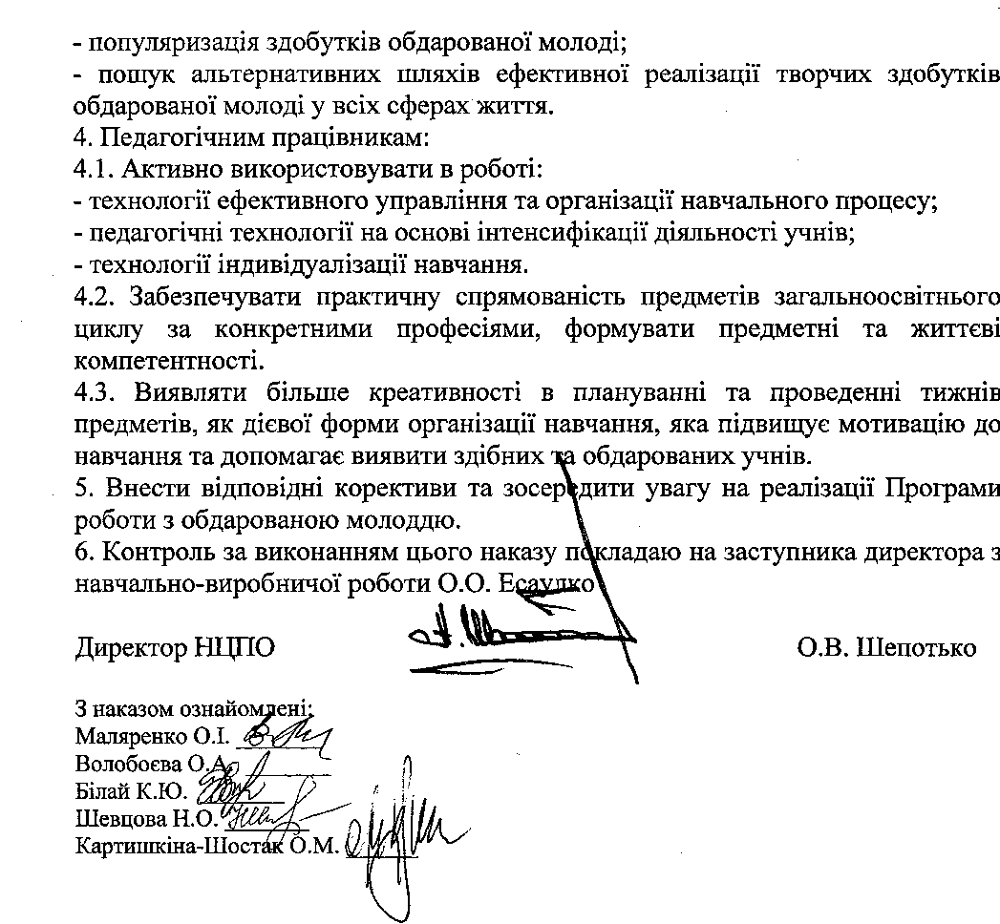 - популяризація здобутків обдарованої молоді;
- пошук альтернативних шляхів ефективної реалізації творчих здобутків
обдарованої молоді у всіх сферах життя.
4. Педагогічним працівникам:
4.1. Активно використовувати в роботі:
- технології ефективного управління та організації навчального процесу;
- педагогічні технології на основі інтенсифікації діяльності учнів;
- технології індивідуалізації навчання.
4.2. Забезпечувати практичну спрямованість предметів загальноосвітнього
циклу за конкретними професіями, формувати предметні та життєві
компетентності.
4.3. Виявляти більше креативності в плануванні та проведенні тижнів
предметів, як дієвої форми організації навчання, яка підвищує мотивацію до
навчання та допомагає виявити здібних та обдарованих учнів.
5. Внести відповідні корективи та зосередити увагу на реалізації Програми
роботи з обдарованою молоддю.
6. Контроль за виконанням цього наказу покладаю на заступника директора з
навчально-виробничої роботи О.О. Есаулко
Директор НЦПО О.В. Шепотько
З наказом ознайомлені:
Маляренко О.І.
Волобоєва О.А.
Білай К.Ю.
Шевцова Н.О.
Картишкіна-Шостак О.М.